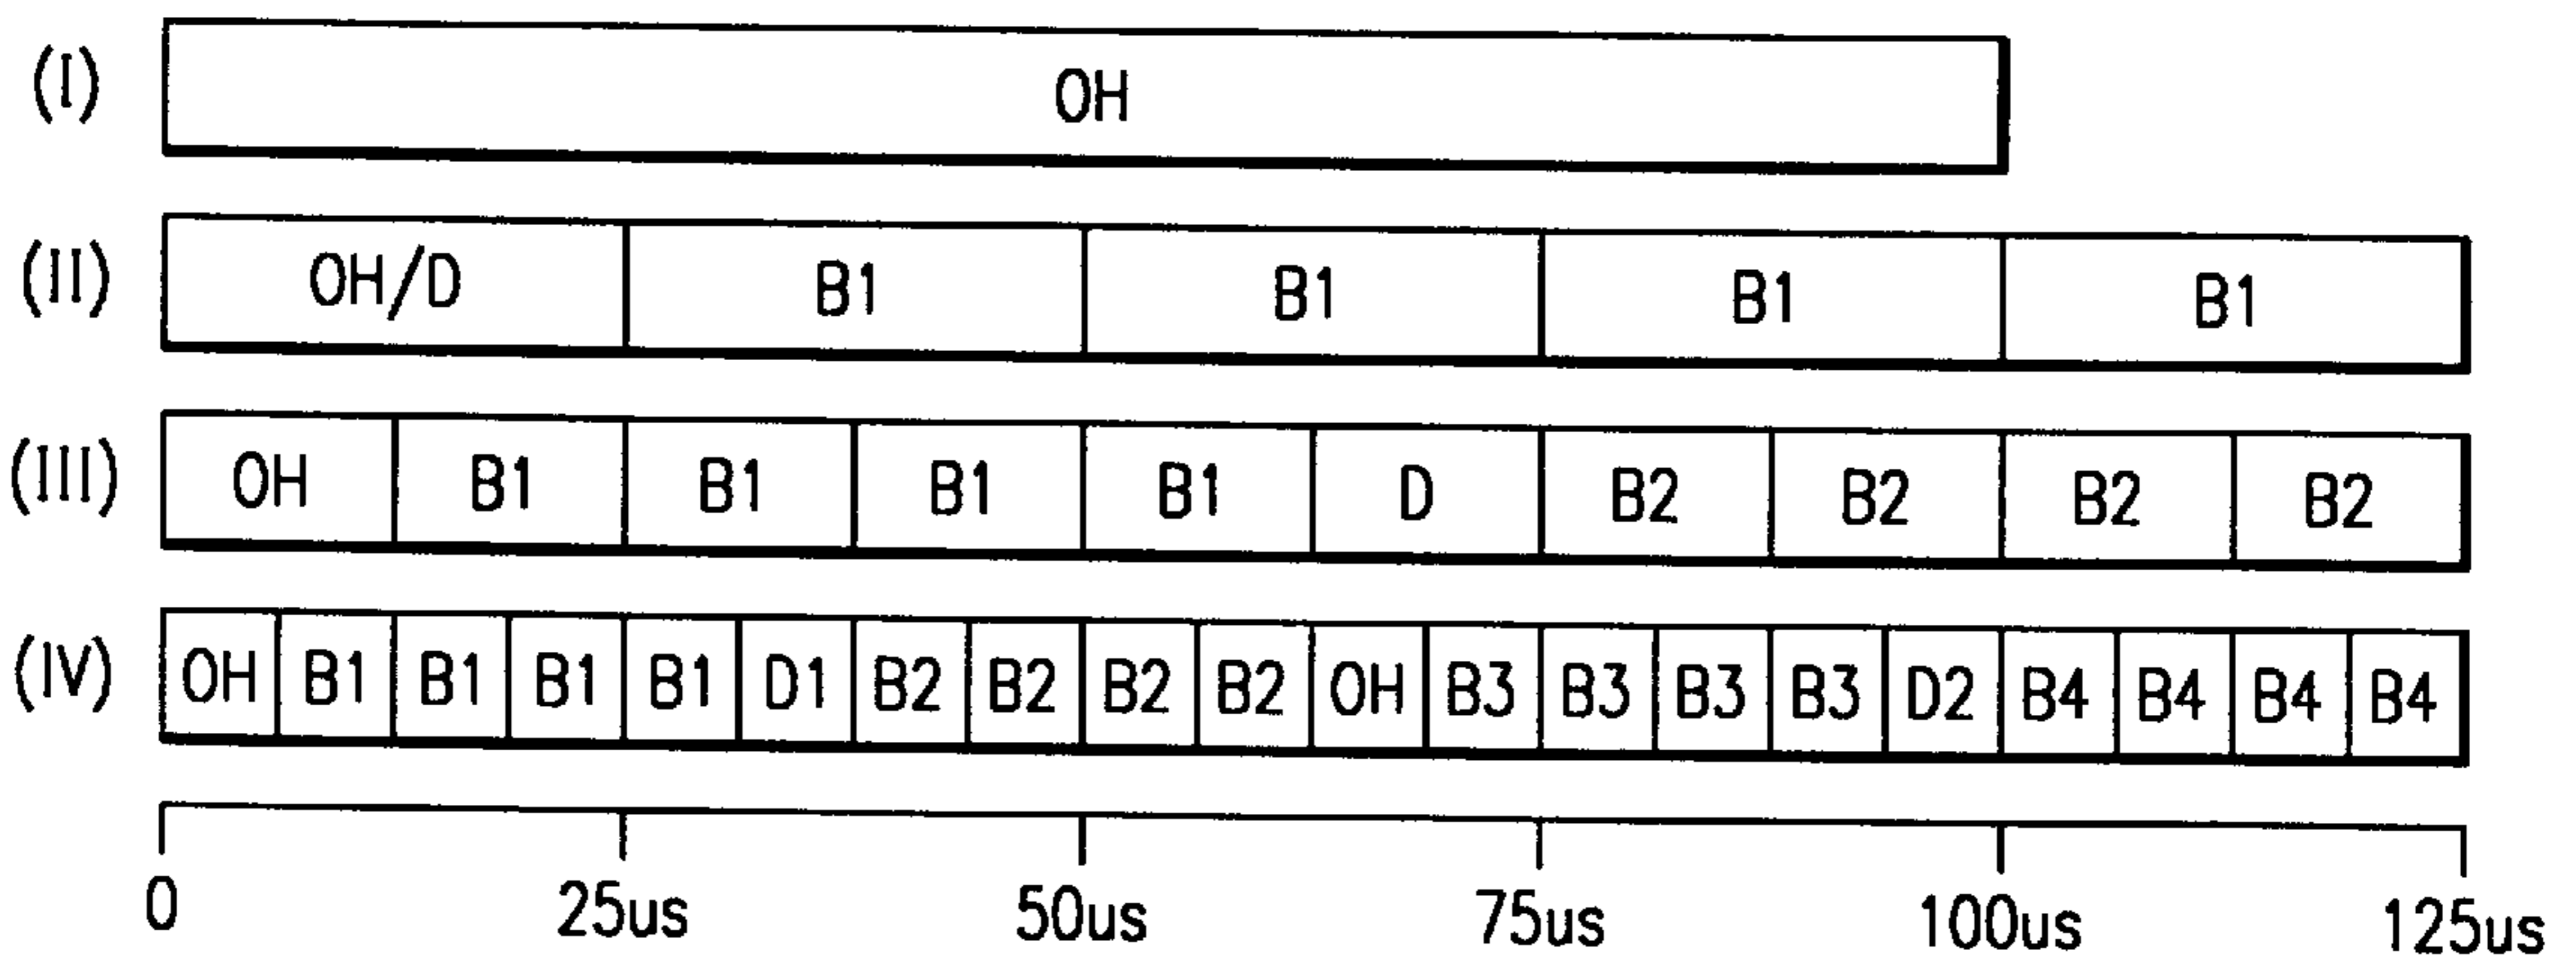 (I) OH
(II) OH/D B1 B1 B1 B1
(III) OH B1 B1 B1 B1 D B2 B2 B2 B2
(IV) OH B1 B1 B1 B1 D1 B2 B2 B2 B2 OH B3 B3 B3 B3 D2 B4 B4 B4 B4
0 25us 50us 75us 100us 125us